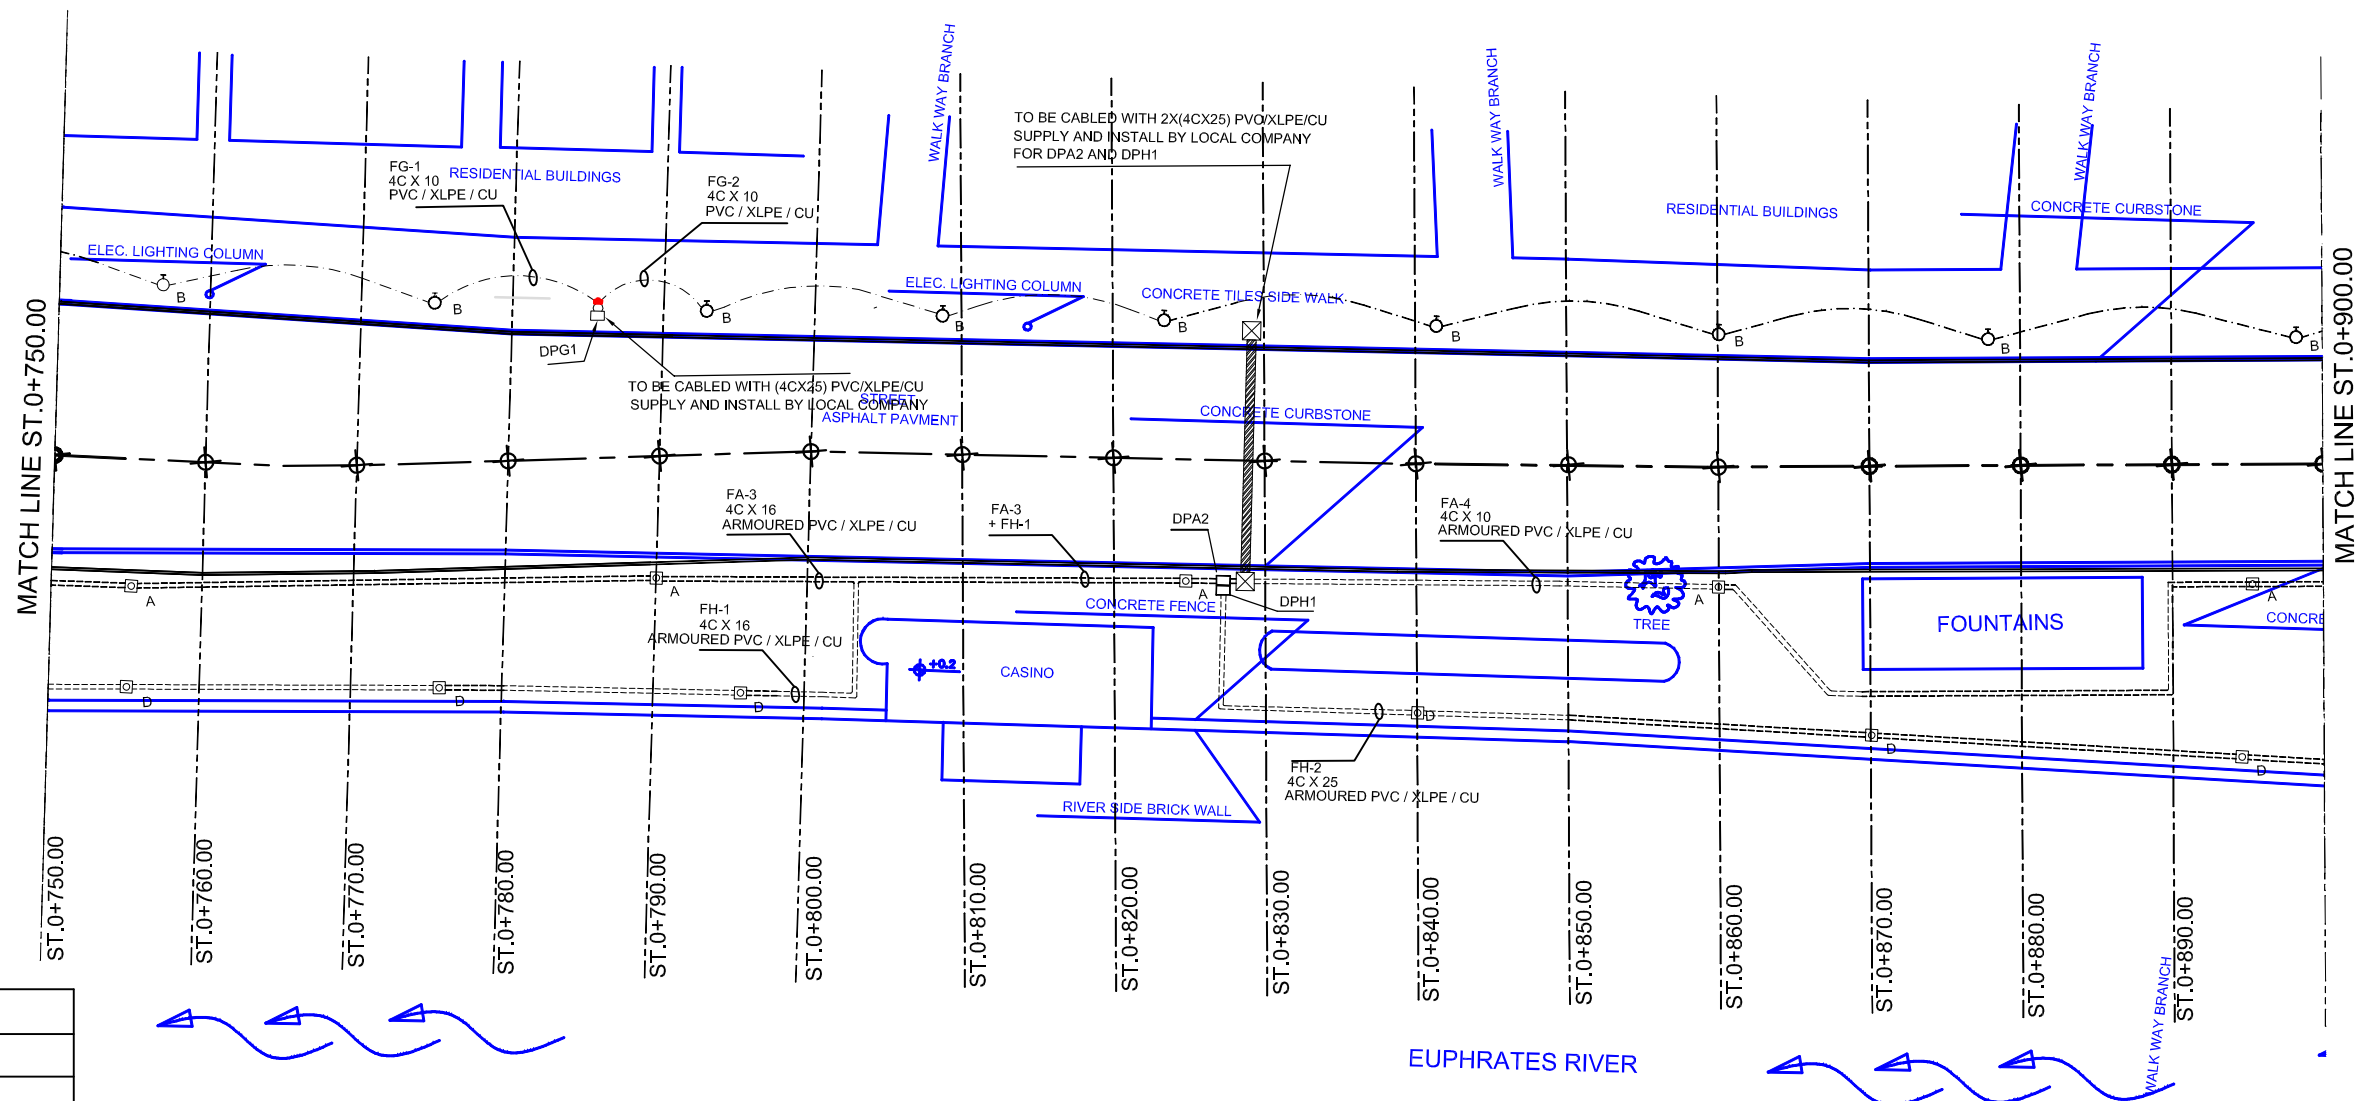 WALK WAY BRANCH
WALK WAY BRANCH
WALK WAY BRANCH
TO BE CABLED WITH 2X(4CX25) PVC/XLPE/CU
SUPPLY AND INSTALL BY LOCAL COMPANY
FOR DPA2 AND DPH1
FG-1
4C X 10
PVC / XLPE / CU
RESIDENTIAL BUILDINGS
FG-2
4C X 10
PVC / XLPE / CU
RESIDENTIAL BUILDINGS
CONCRETE CURBSTONE
ELEC. LIGHTING COLUMN
ELEC. LIGHTING COLUMN
CONCRETE TILES SIDE WALK
B
B
B
B
B
B
B
B
B
DPG1
TO BE CABLED WITH (4CX25) PVC/XLPE/CU
SUPPLY AND INSTALL BY LOCAL COMPANY
STREET
ASPHALT PAVMENT
CONCRETE CURBSTONE
MATCH LINE ST.0+750.00
MATCH LINE ST.0+900.00
FA-3
4C X 16
ARMOURED PVC / XLPE / CU
FA-3
+ FH-1
DPA2
FA-4
4C X 10
ARMOURED PVC / XLPE / CU
A
A
A
A
A
FH-1
4C X 16
ARMOURED PVC / XLPE / CU
CONCRETE FENCE
DPH1
TREE
FOUNTAINS
CONCRE
+0.2
CASINO
D
D
D
D
D
D
FH-2
4C X 25
ARMOURED PVC / XLPE / CU
RIVER SIDE BRICK WALL
ST.0+750.00
ST.0+760.00
ST.0+770.00
ST.0+780.00
ST.0+790.00
ST.0+800.00
ST.0+810.00
ST.0+820.00
ST.0+830.00
ST.0+840.00
ST.0+850.00
ST.0+860.00
ST.0+870.00
ST.0+880.00
ST.0+890.00
WALK WAY BRANCH
EUPHRATES RIVER